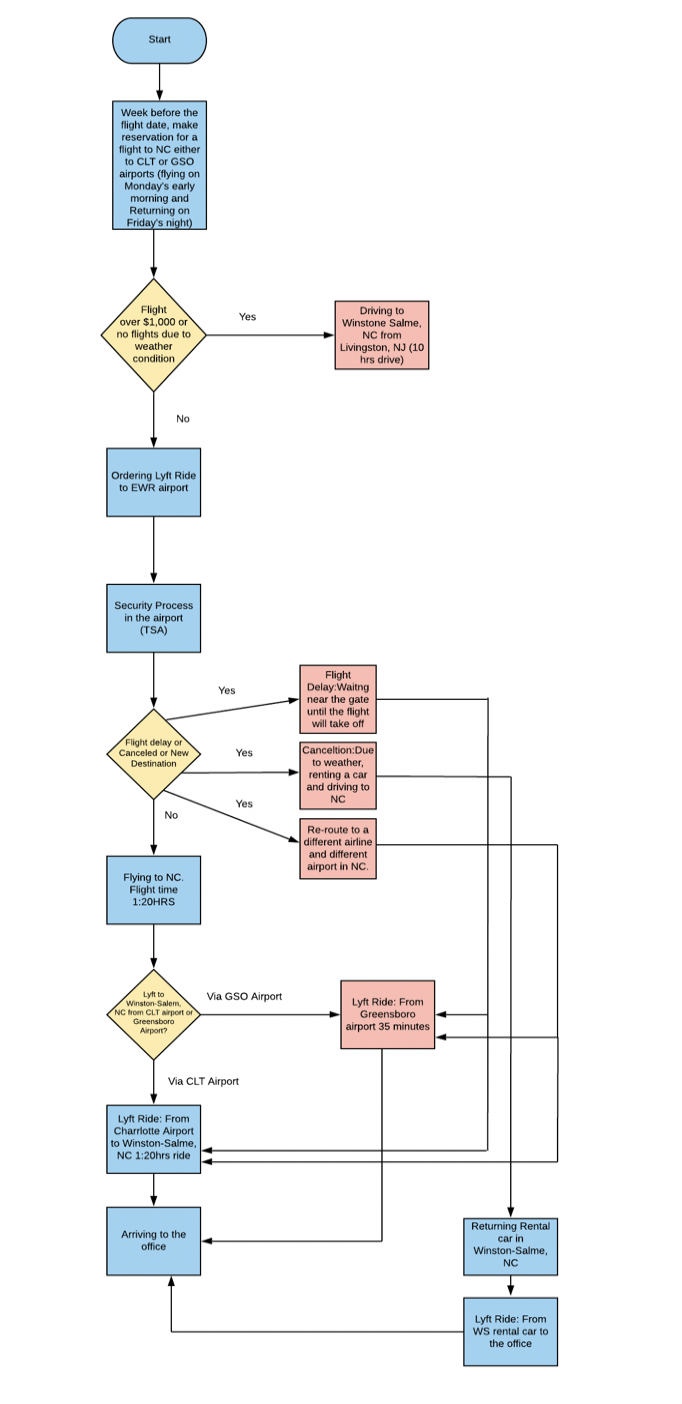 Start
Week before the
flight date, make
reservation for a
flight to NC either
to CLT or GSO
airports (flying on
Monday's early
morning and
Returning on
Friday's night)
Flight
over $1,000 or
no flights due to
weather
condition
Yes
Driving to
Winstone Salme,
NC from
Livingston, NJ (10
hrs drive)
No
Ordering Lyft Ride
to EWR airport
Security Process
in the airport
(TSA)
Flight delay or
Canceled or New
Destination
Yes
Flight
Delay:Waitng
near the gate
until the flight
will take off
Yes
Canceltion:Due
to weather,
renting a car
and driving to
NC
Yes
Re-route to a
different airline
and different
airport in NC.
No
Flying to NC.
Flight time
1:20HRS
Lyft to
Winston-Salem,
NC from CLT airport or
Greensboro
Airport?
Via GSO Airport
Lyft Ride: From
Greensboro
airport 35 minutes
Via CLT Airport
Lyft Ride: From
Charrlotte Airport
to Winston-Salme,
NC 1:20hrs ride
Arriving to the
office
Returning Rental
car in
Winston-Salme,
NC
Lyft Ride: From
WS rental car to
the office